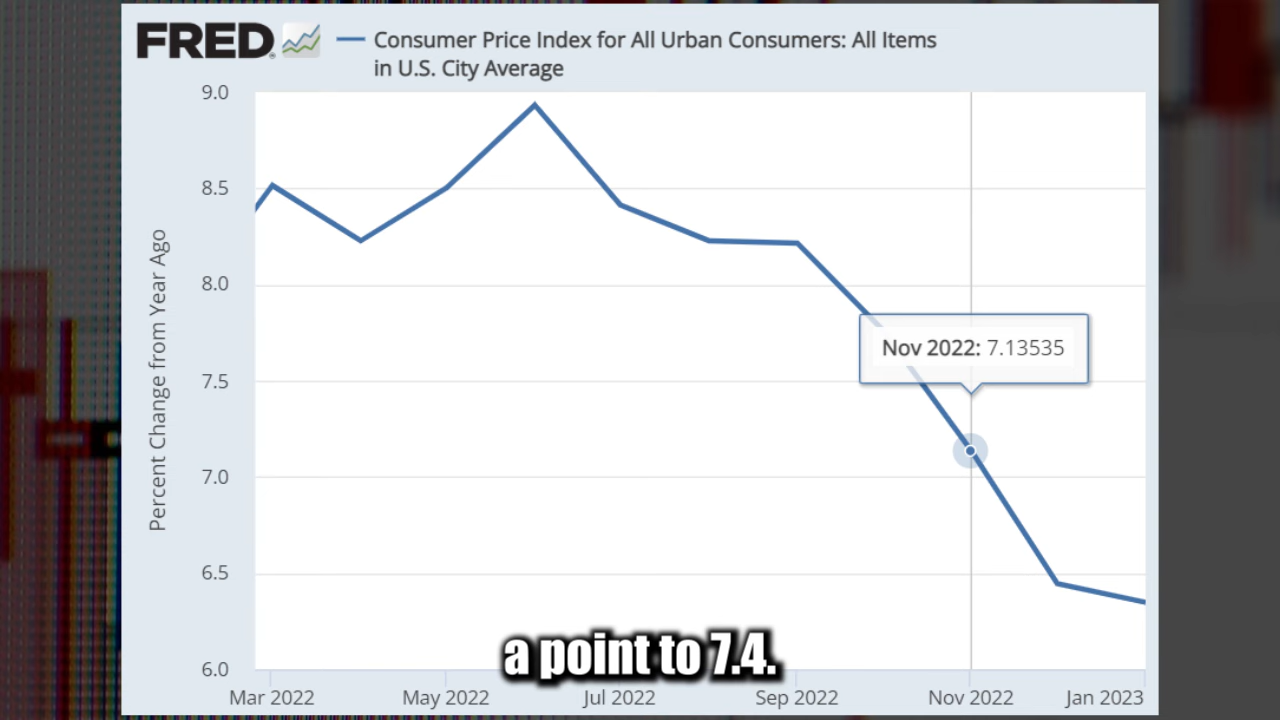 FRED
Consumer Price Index for All Urban Consumers: All Items
in U.S. City Average
Percent Change from Year Ago
9.0
8.5
8.0
7.5
7.0
6.5
6.0
Nov 2022: 7.13535
a point to 7.4.
Mar 2022 May 2022 Jul 2022 Sep 2022 Nov 2022 Jan 2023